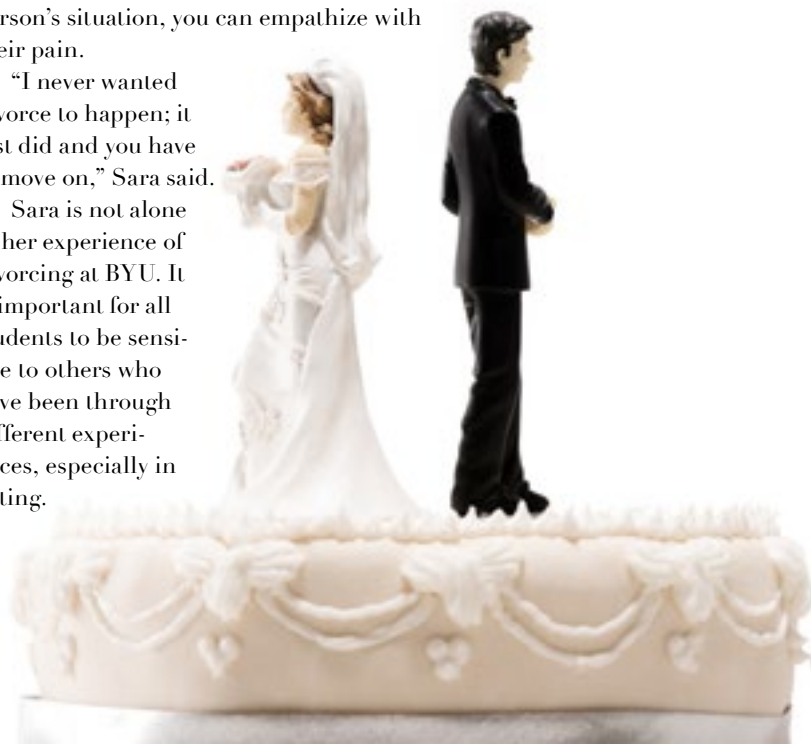 rson's situation, you can empathize with
eir pain.
“I never wanted
vorce to happen; it
st did and you have
move on,” Sara said.
Sara is not alone
her experience of
vorcing at BYU. It
important for all
udents to be sensi-
e to others who
ve been through
fferent experi-
ces, especially in
ting.